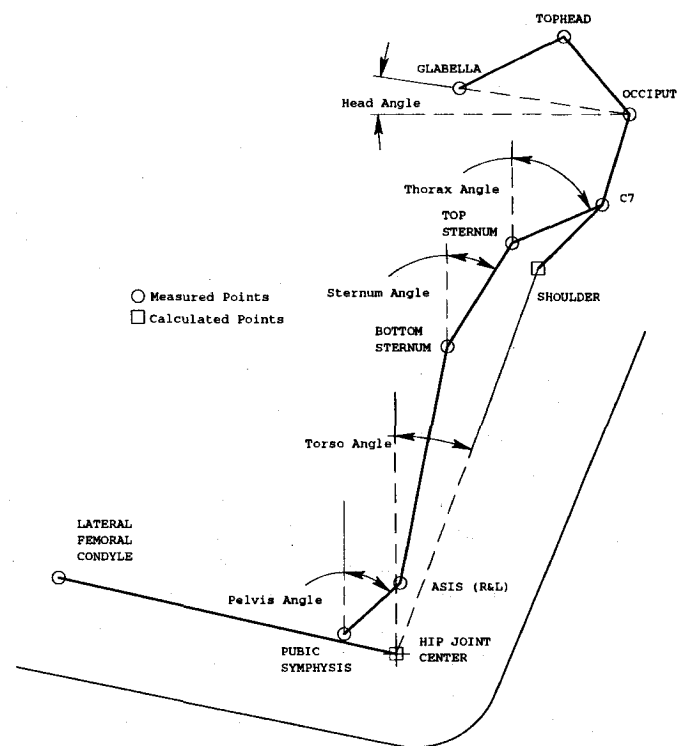 TOPHEAD
GLABELLA
OCCIPUT
Head Angle
Thorax Angle
C7
TOP
STERNUM
Sternum Angle
SHOULDER
Measured Points
Calculated Points
BOTTOM
STERNUM
Torso Angle
LATERAL
FEMORAL
CONDYLE
ASIS (R&L)
Pelvis Angle
PUBIC
SYMPHYSIS
HIP JOINT
CENTER